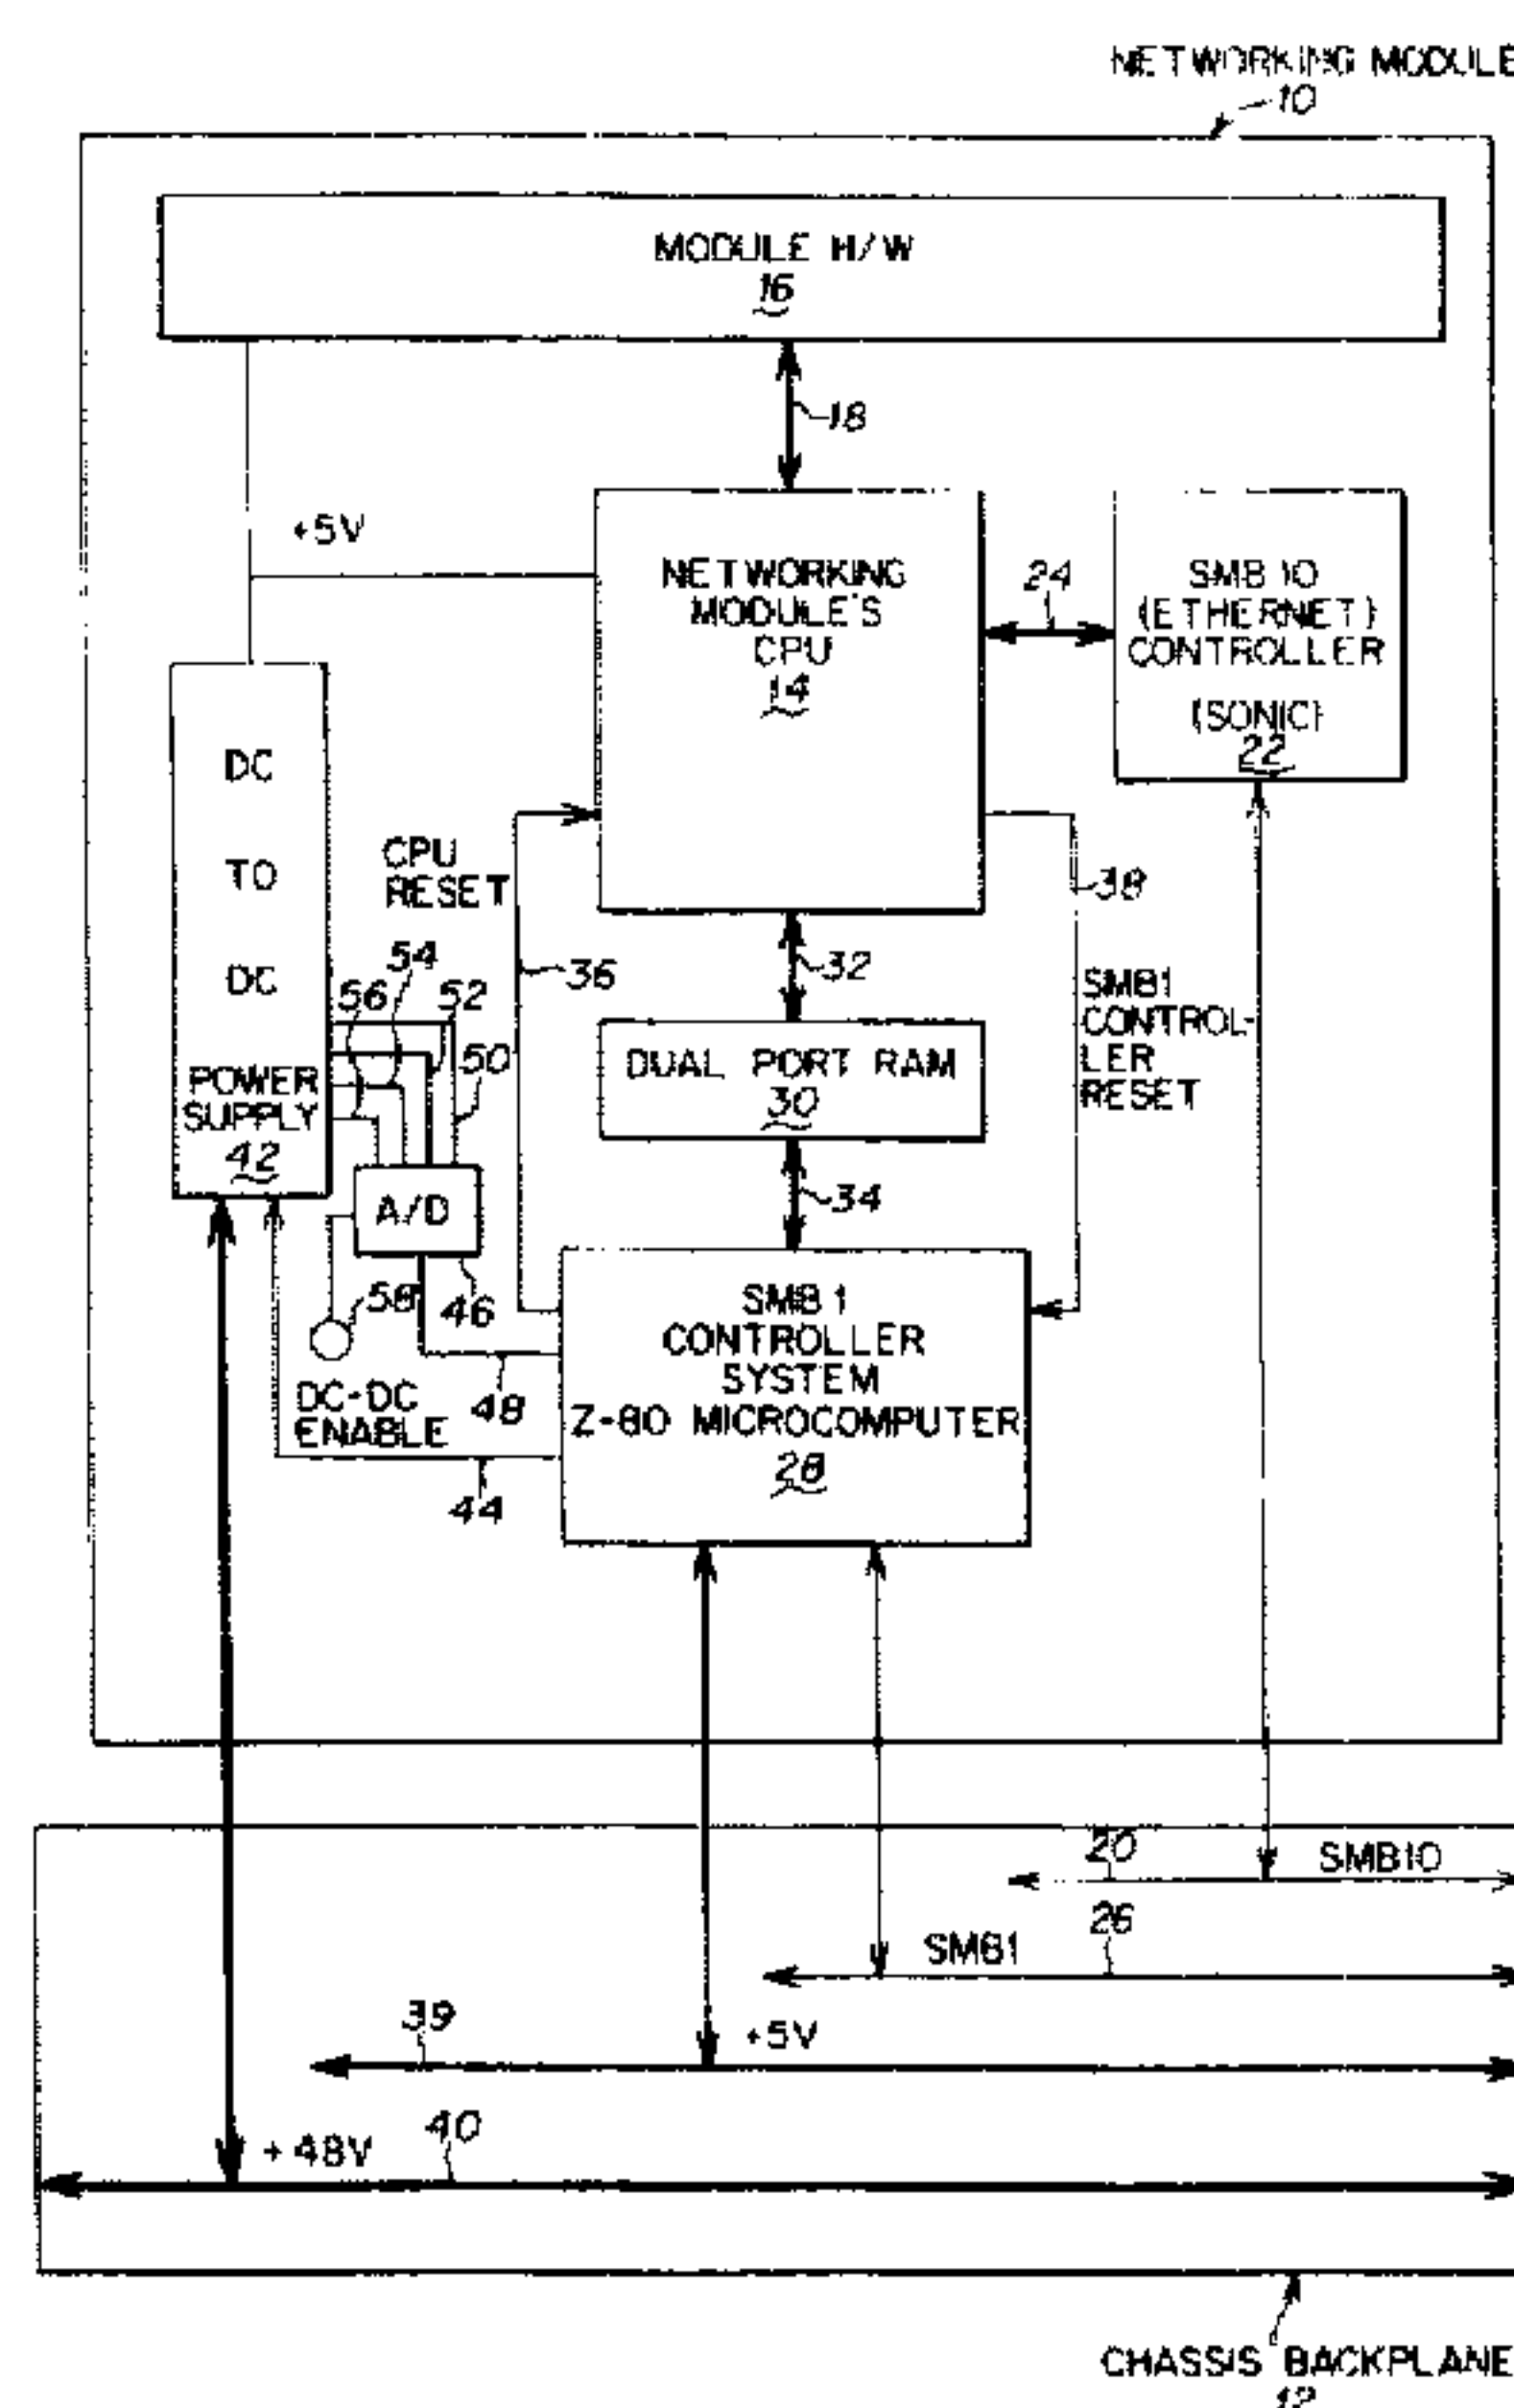 NETWORKING MODULE
10
MODULE H/W
16
18
+5V
NETWORKING
MODULE'S
CPU
14
24
SMB 10
(ETHERNET)
CONTROLLER
(SONIC)
22
DC
TO
DC
POWER
SUPPLY
42
CPU
RESET
36
38
32
SMB1
CONTROL-
LER
RESET
54
56
52
50
DUAL PORT RAM
30
34
A/D
46
58
48
DC-DC
ENABLE
44
SMB 1
CONTROLLER
SYSTEM
Z-80 MICROCOMPUTER
28
20
SMB10
26
SMB1
39
+5V
40
+48V
CHASSIS BACKPLANE
12